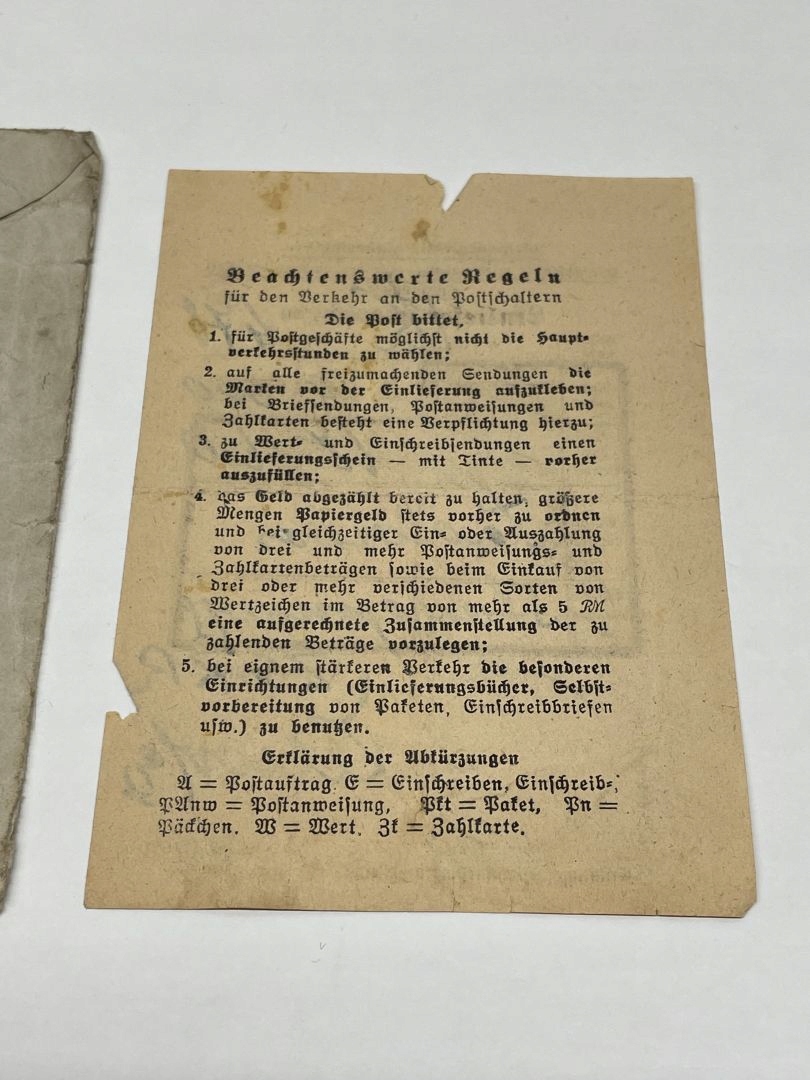 Beachtenswerte Regeln
für den Verkehr an den Postschaltern
Die Post bittet,
1. für Postgeschäfte möglichst nicht die Haupt-
verkehrsstunden zu wählen;
2. auf alle freizumachenden Sendungen die
Marken vor der Einlieferung aufzukleben;
bei Briefsendungen, Postanweisungen und
Zahlkarten besteht eine Verpflichtung hierzu;
3. zu Wert- und Einschreibsendungen einen
Einlieferungsschein — mit Tinte — vorher
auszufüllen;
4. das Geld abgezählt bereit zu halten, größere
Mengen Papiergeld stets vorher zu ordnen
und bei gleichzeitiger Ein- oder Auszahlung
von drei und mehr Postanweisungs- und
Zahlkartenbeträgen sowie beim Einkauf von
drei oder mehr verschiedenen Sorten von
Wertzeichen im Betrag von mehr als 5 RM
eine aufgerechnete Zusammenstellung der zu
zahlenden Beträge vorzulegen;
5. bei eignem stärkeren Verkehr die besonderen
Einrichtungen (Einlieferungsbücher, Selbst-
vorbereitung von Paketen, Einschreibbriefen
usw.) zu benutzen.
Erklärung der Abkürzungen
A = Postauftrag. E = Einschreiben, Einschreib-,
PAnw = Postanweisung, Pkt = Paket, Pn =
Päckchen. W = Wert. Zk = Zahlkarte.